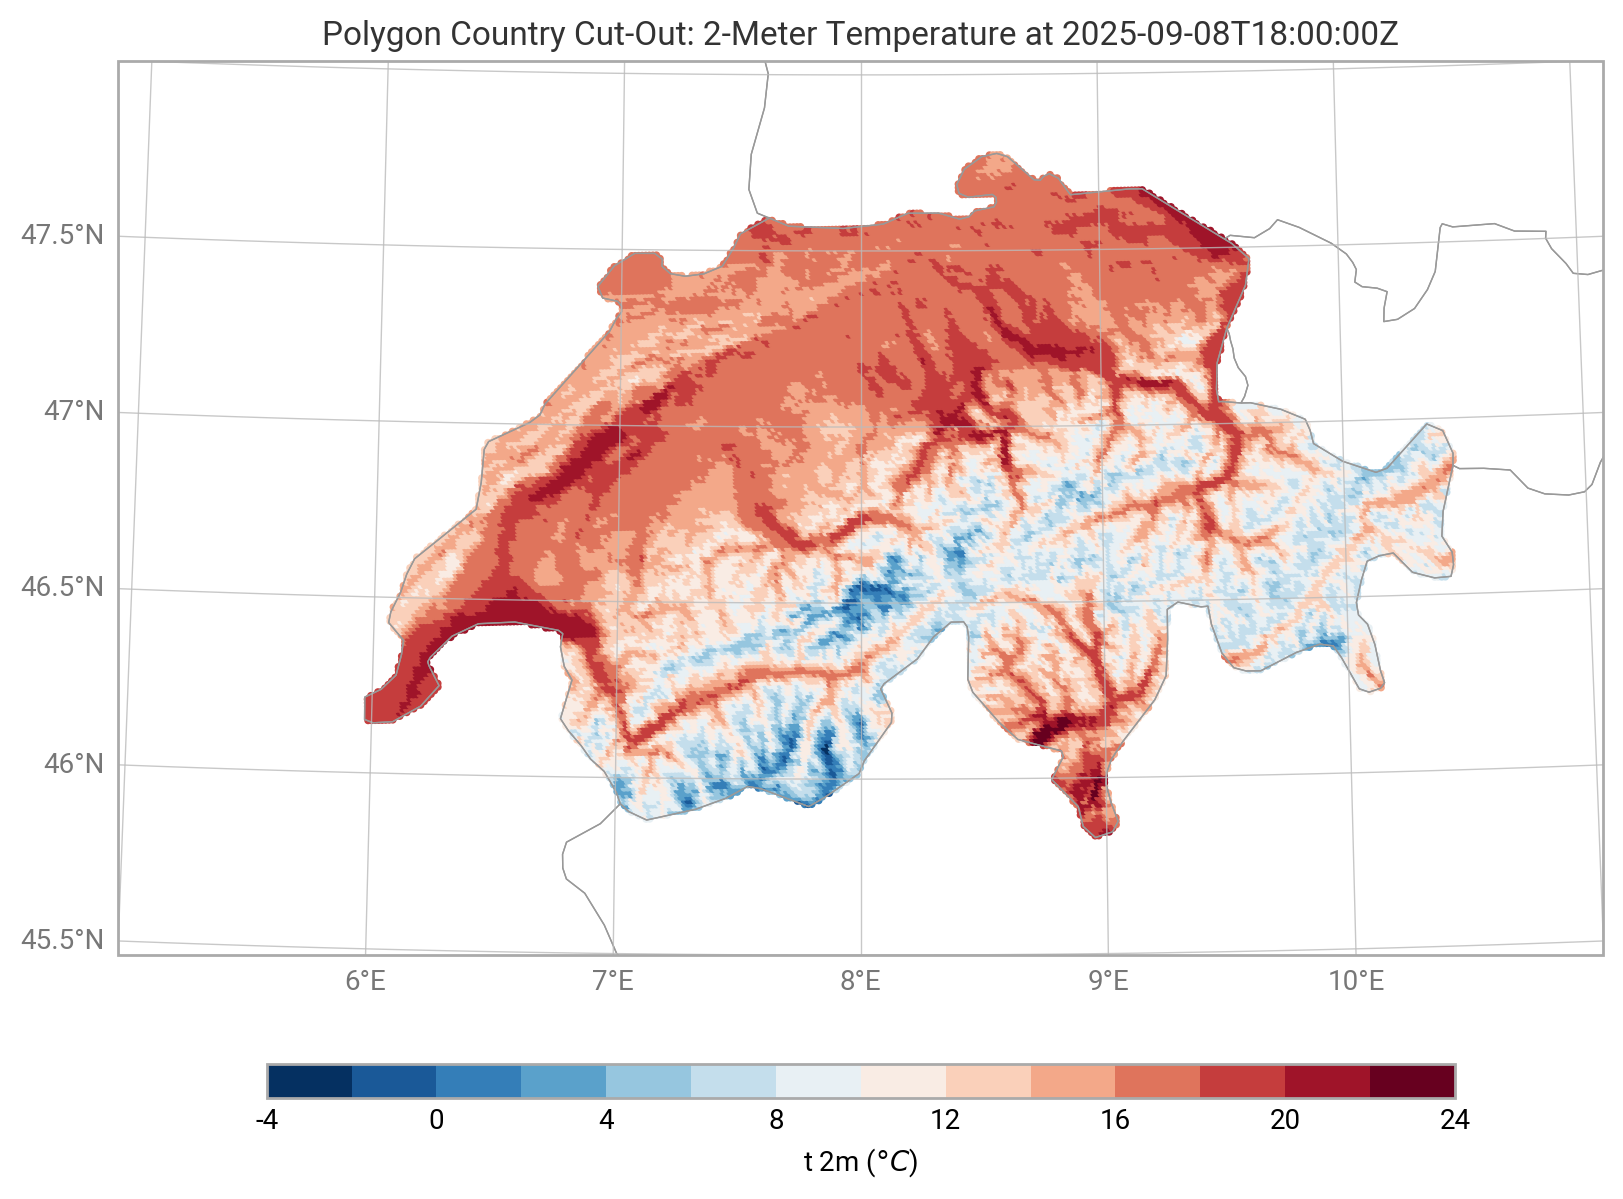 Polygon Country Cut-Out: 2-Meter Temperature at 2025-09-08T18:00:00Z
47.5°N
47°N
46.5°N
46°N
45.5°N
6°E 7°E 8°E 9°E 10°E
-4 0 4 8 12 16 20 24
t 2m (°C)